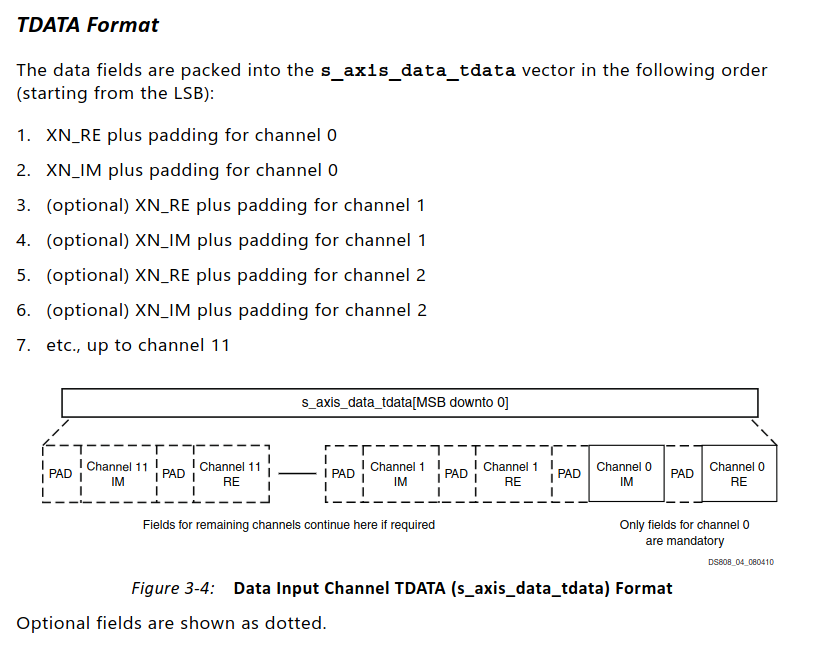 TDATA Format
The data fields are packed into the s_axis_data_tdata vector in the following order
(starting from the LSB):
1. XN_RE plus padding for channel 0
2. XN_IM plus padding for channel 0
3. (optional) XN_RE plus padding for channel 1
4. (optional) XN_IM plus padding for channel 1
5. (optional) XN_RE plus padding for channel 2
6. (optional) XN_IM plus padding for channel 2
7. etc., up to channel 11
s_axis_data_tdata[MSB downto 0]
PAD
Channel 11
IM
PAD
Channel 11
RE
PAD
Channel 1
IM
PAD
Channel 1
RE
PAD
Channel 0
IM
PAD
Channel 0
RE
Fields for remaining channels continue here if required
Only fields for channel 0
are mandatory
DS808_04_080410
Figure 3-4: Data Input Channel TDATA (s_axis_data_tdata) Format
Optional fields are shown as dotted.